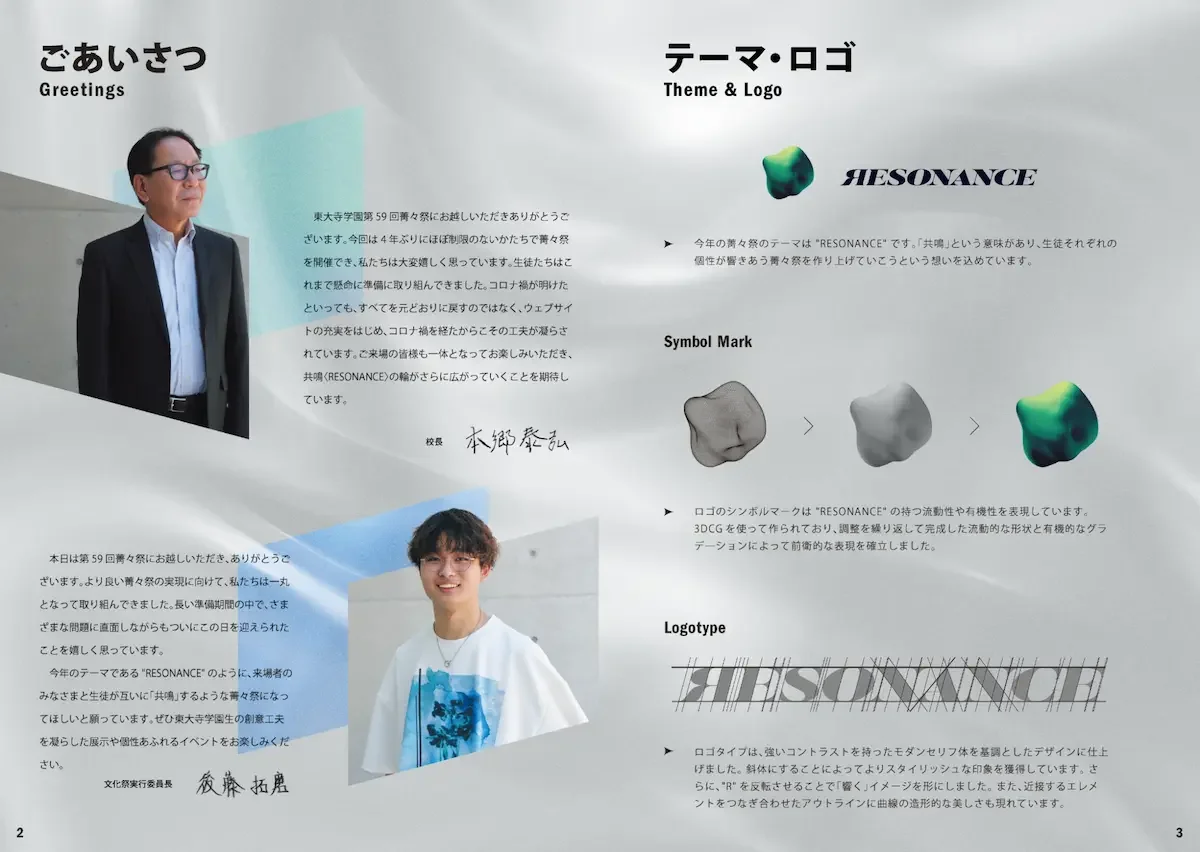 ごあいさつ
Greetings
東大寺学園第59回菁々祭にお越しいただきありがとうご
ざいます。今回は4年ぶりにほぼ制限のないかたちで菁々祭
を開催でき、私たちは大変嬉しく思っています。生徒たちはこ
れまで懸命に準備に取り組んできました。コロナ禍が明けた
といっても、すべてを元どおりに戻すのではなく、ウェブサイ
トの充実をはじめ、コロナ禍を経たからこその工夫が凝らさ
れています。ご来場の皆様も一体となってお楽しみいただき、
共鳴〈RESONANCE〉の輪がさらに広がっていくことを期待し
ています。
校長 本郷泰弘
本日は第59回菁々祭にお越しいただき、ありがとうご
ざいます。より良い菁々祭の実現に向けて、私たちは一丸
となって取り組んできました。長い準備期間の中で、さま
ざまな問題に直面しながらもついにこの日を迎えられた
ことを嬉しく思っています。
今年のテーマである"RESONANCE"のように、来場者の
みなさまと生徒が互いに「共鳴」するような菁々祭になっ
てほしいと願っています。ぜひ東大寺学園生の創意工夫
を凝らした展示や個性あふれるイベントをお楽しみくだ
さい。
文化祭実行委員長 後藤拓磨
2
テーマ・ロゴ
Theme & Logo
RESONANCE
今年の菁々祭のテーマは "RESONANCE" です。「共鳴」という意味があり、生徒それぞれの
個性が響きあう菁々祭を作り上げていこうという想いを込めています。
Symbol Mark
ロゴのシンボルマークは "RESONANCE" の持つ流動性や有機性を表現しています。
3DCGを使って作られており、調整を繰り返して完成した流動的な形状と有機的なグラ
デーションによって前衛的な表現を確立しました。
Logotype
RESONANCE
ロゴタイプは、強いコントラストを持ったモダンセリフ体を基調としたデザインに仕上
げました。斜体にすることによってよりスタイリッシュな印象を獲得しています。さ
らに、"R" を反転させることで「響く」イメージを形にしました。また、近接するエレメ
ントをつなぎ合わせたアウトラインに曲線の造形的な美しさも現れています。
3